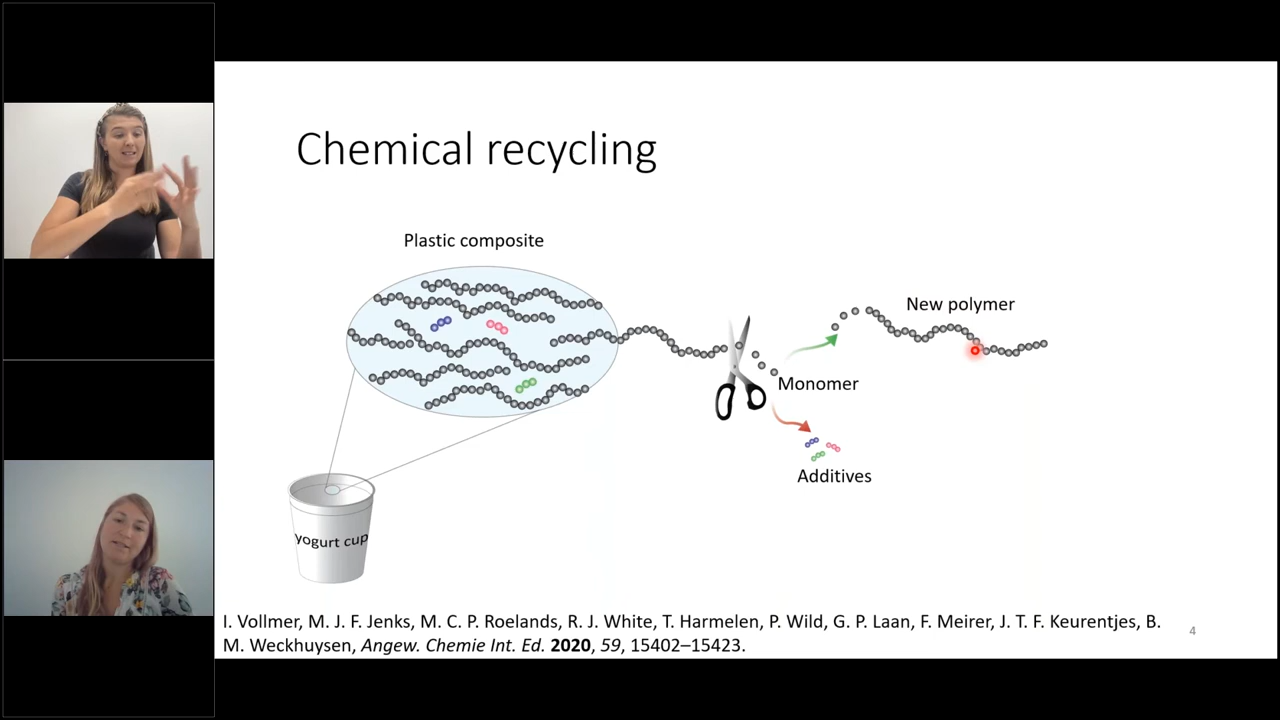 Chemical recycling
Plastic composite
New polymer
Monomer
Additives
yogurt cup
I. Vollmer, M. J. F. Jenks, M. C. P. Roelands, R. J. White, T. Harmelen, P. Wild, G. P. Laan, F. Meirer, J. T. F. Keurentjes, B.
M. Weckhuysen, Angew. Chemie Int. Ed. 2020, 59, 15402–15423.
4